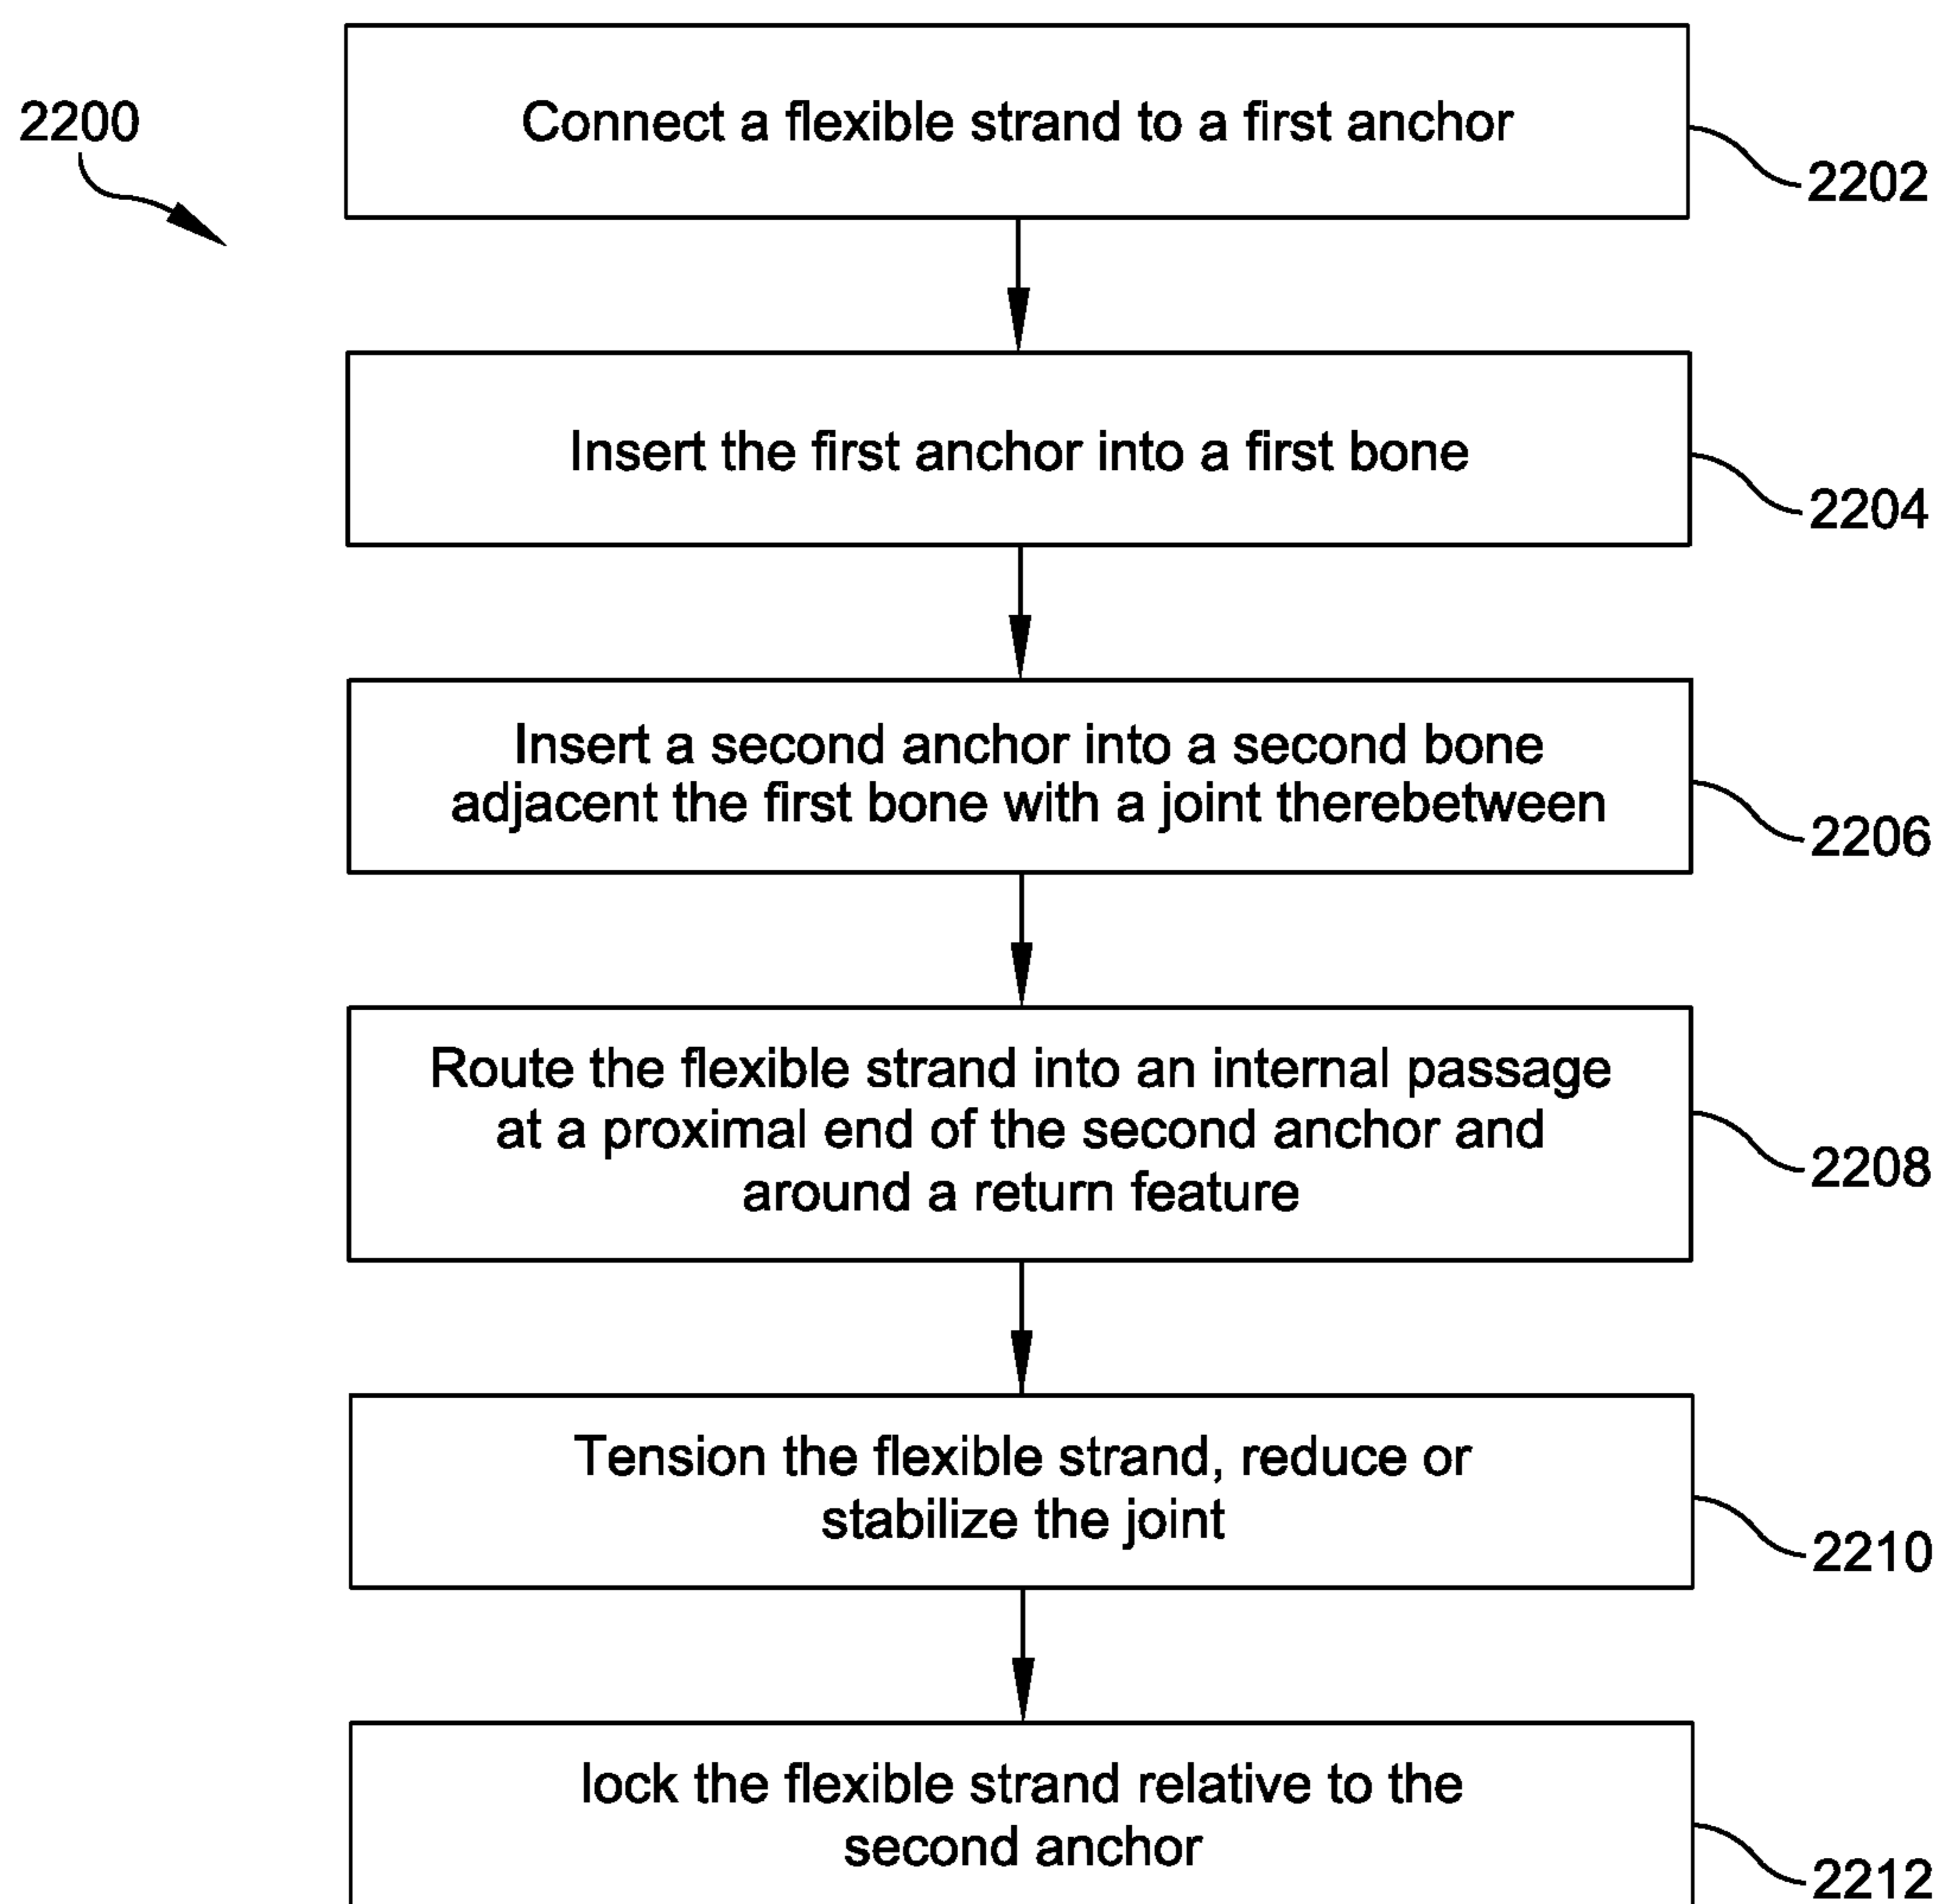 2200
Connect a flexible strand to a first anchor
2202
Insert the first anchor into a first bone
2204
Insert a second anchor into a second bone
adjacent the first bone with a joint therebetween
2206
Route the flexible strand into an internal passage
at a proximal end of the second anchor and
around a return feature
2208
Tension the flexible strand, reduce or
stabilize the joint
2210
lock the flexible strand relative to the
second anchor
2212